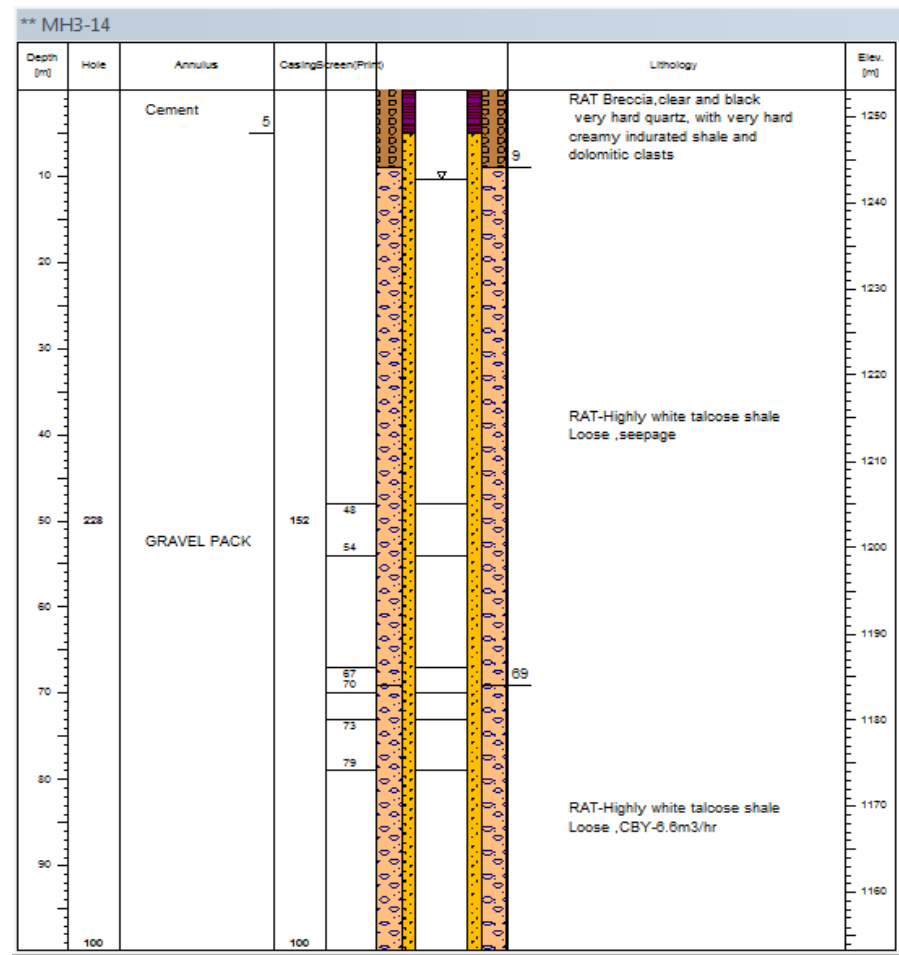 ** MH3-14
Depth [m]
Hole
Annulus
CasingScreen(Print)
Lithology
Elev. [m]
Cement
5
RAT Breccia,clear and black
very hard quartz, with very hard
creamy indurated shale and
dolomitic clasts
1250
9
10
1240
20
1230
30
1220
RAT-Highly white talcose shale
Loose ,seepage
40
1210
48
50
228
152
GRAVEL PACK
54
1200
60
1190
67
69
70
70
1180
73
79
80
1170
RAT-Highly white talcose shale
Loose ,CBY-6.6m3/hr
90
1160
100
100